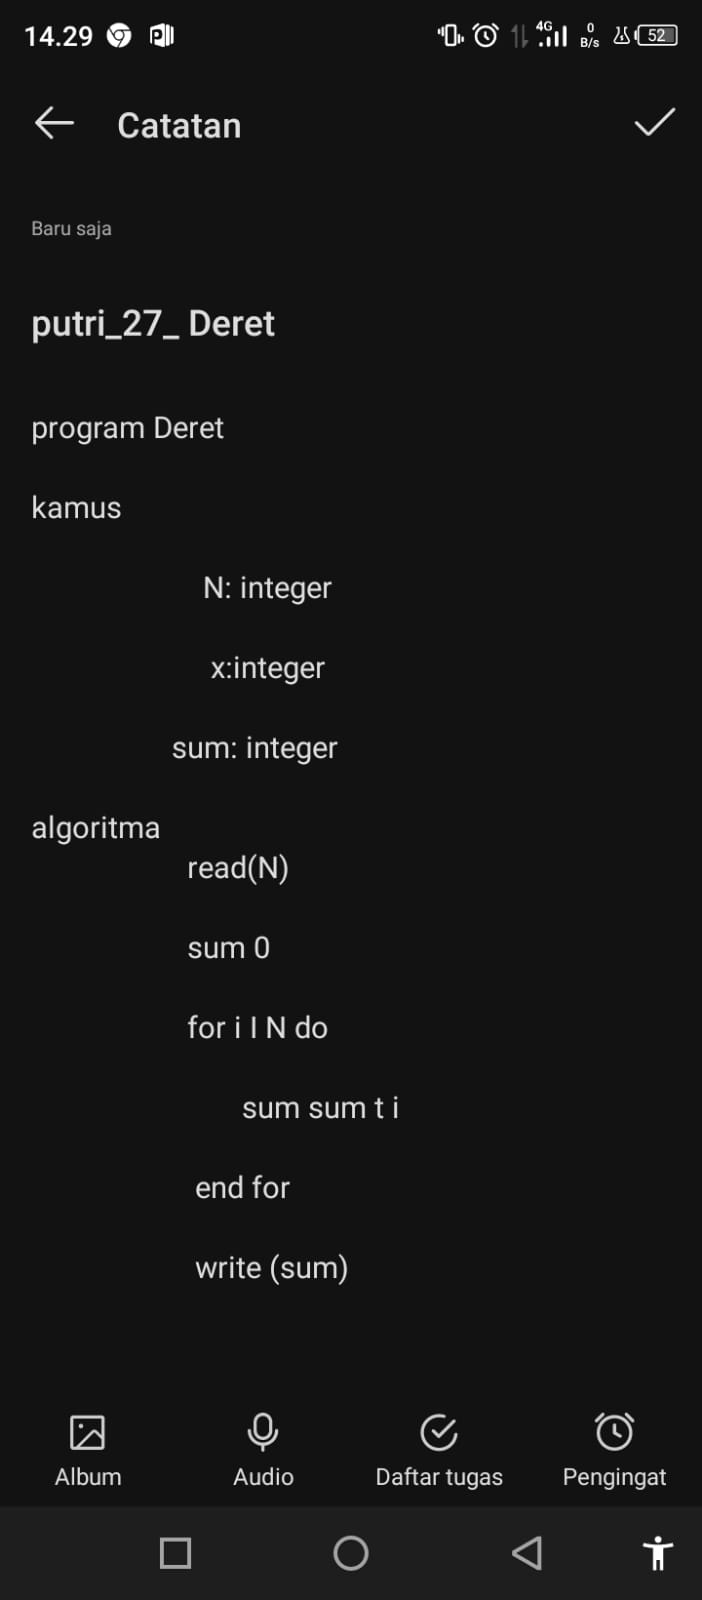 14.29
4G
0
B/s
52
Catatan
Baru saja
putri_27_ Deret
program Deret
kamus
N: integer
x:integer
sum: integer
algoritma
read(N)
sum 0
for i I N do
sum sum t i
end for
write (sum)
Album
Audio
Daftar tugas
Pengingat